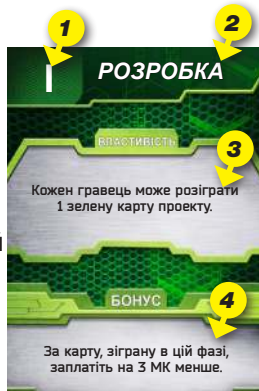 1
2
I
РОЗРОБКА
ВЛАСТИВІСТЬ
3
Кожен гравець може розіграти
1 зелену карту проекту.
БОНУС
4
За карту, зіграну в цій фазі,
заплатіть на 3 МК менше.